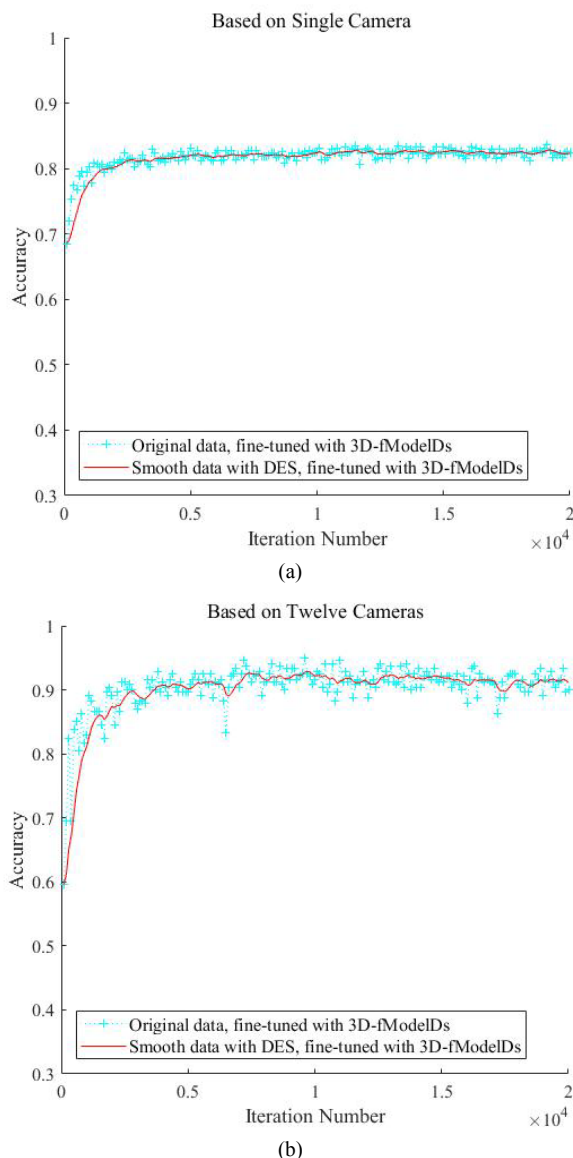 Based on Single Camera
1
0.9
0.8
0.7
0.6
0.5
0.4
0.3
Accuracy
Original data, fine-tuned with 3D-fModelDs
Smooth data with DES, fine-tuned with 3D-fModelDs
0 0.5 1 1.5 2
Iteration Number
×10⁴
(a)
Based on Twelve Cameras
1
0.9
0.8
0.7
0.6
0.5
0.4
0.3
Accuracy
Original data, fine-tuned with 3D-fModelDs
Smooth data with DES, fine-tuned with 3D-fModelDs
0 0.5 1 1.5 2
Iteration Number
×10⁴
(b)